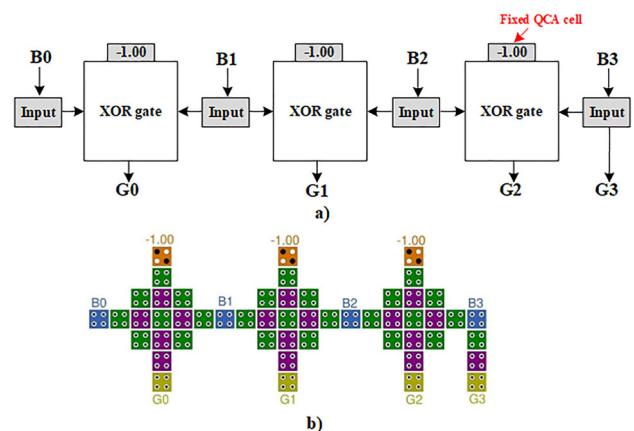 Fixed QCA cell
-1.00 -1.00 -1.00
B0 B1 B2 B3
Input XOR gate Input XOR gate Input XOR gate Input
G0 G1 G2 G3
a)
-1.00 -1.00 -1.00
B0 B1 B2 B3
G0 G1 G2 G3
b)